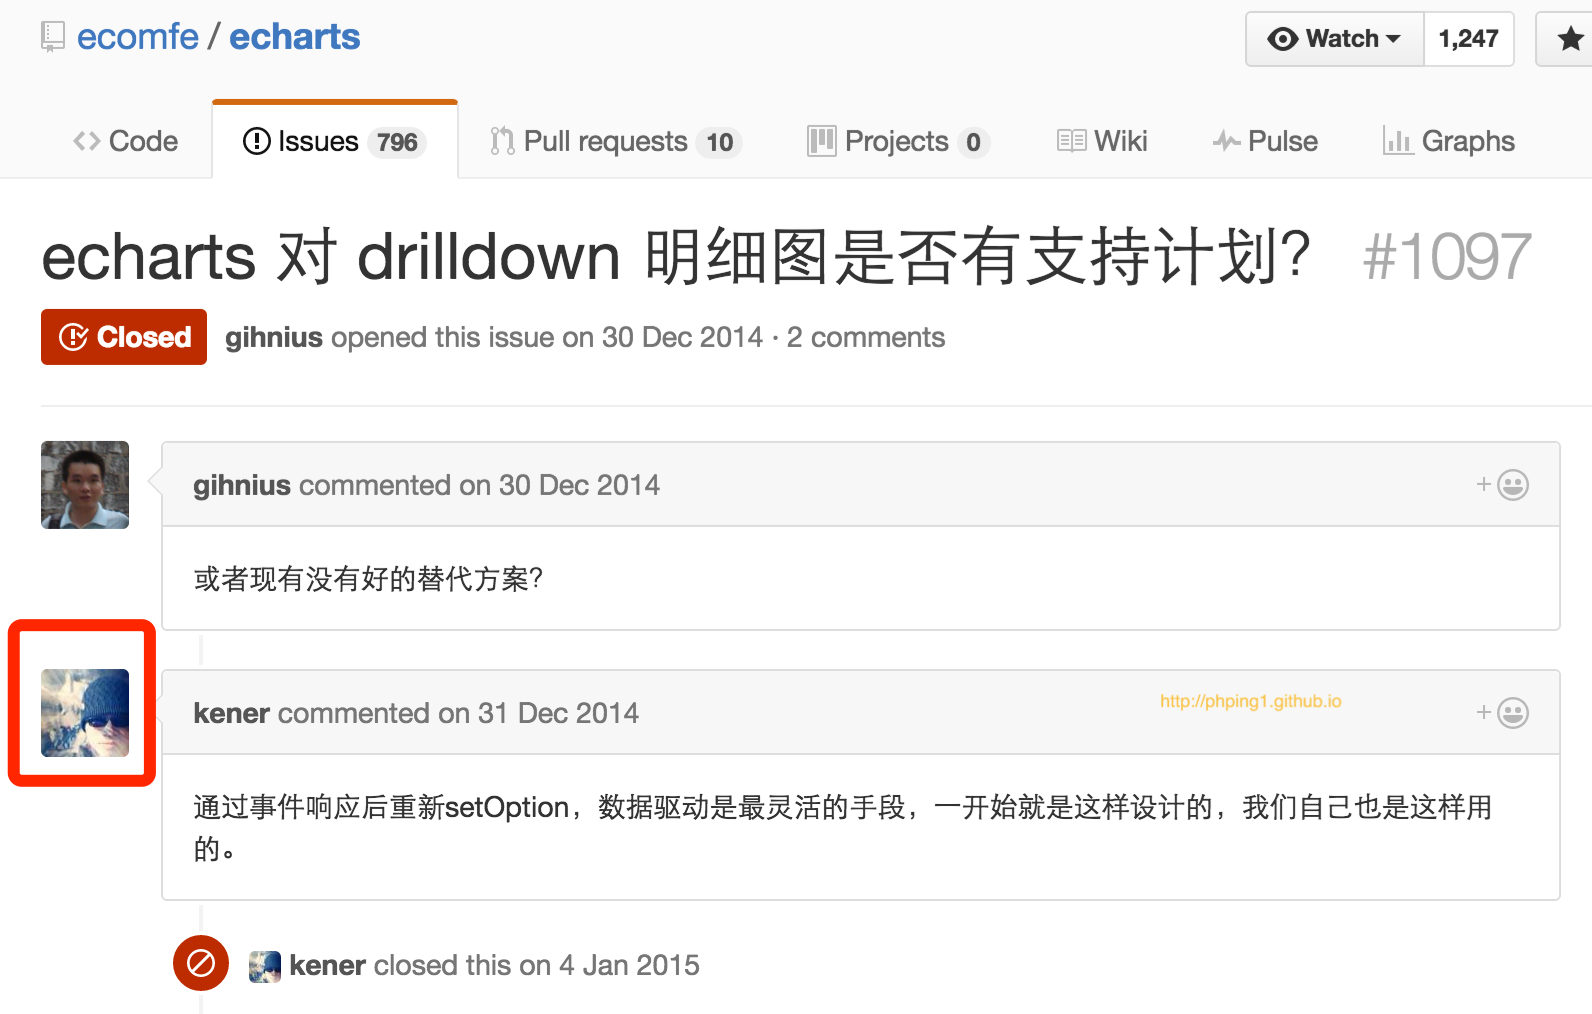 ecomfe / echarts
Watch 1,247
Code Issues 796 Pull requests 10 Projects 0 Wiki Pulse Graphs
echarts 对 drilldown 明细图是否有支持计划? #1097
Closed gihnius opened this issue on 30 Dec 2014 · 2 comments
gihnius commented on 30 Dec 2014
或者现有没有好的替代方案?
kener commented on 31 Dec 2014
http://phping1.github.io
通过事件响应后重新setOption，数据驱动是最灵活的手段，一开始就是这样设计的，我们自己也是这样用
的。
kener closed this on 4 Jan 2015